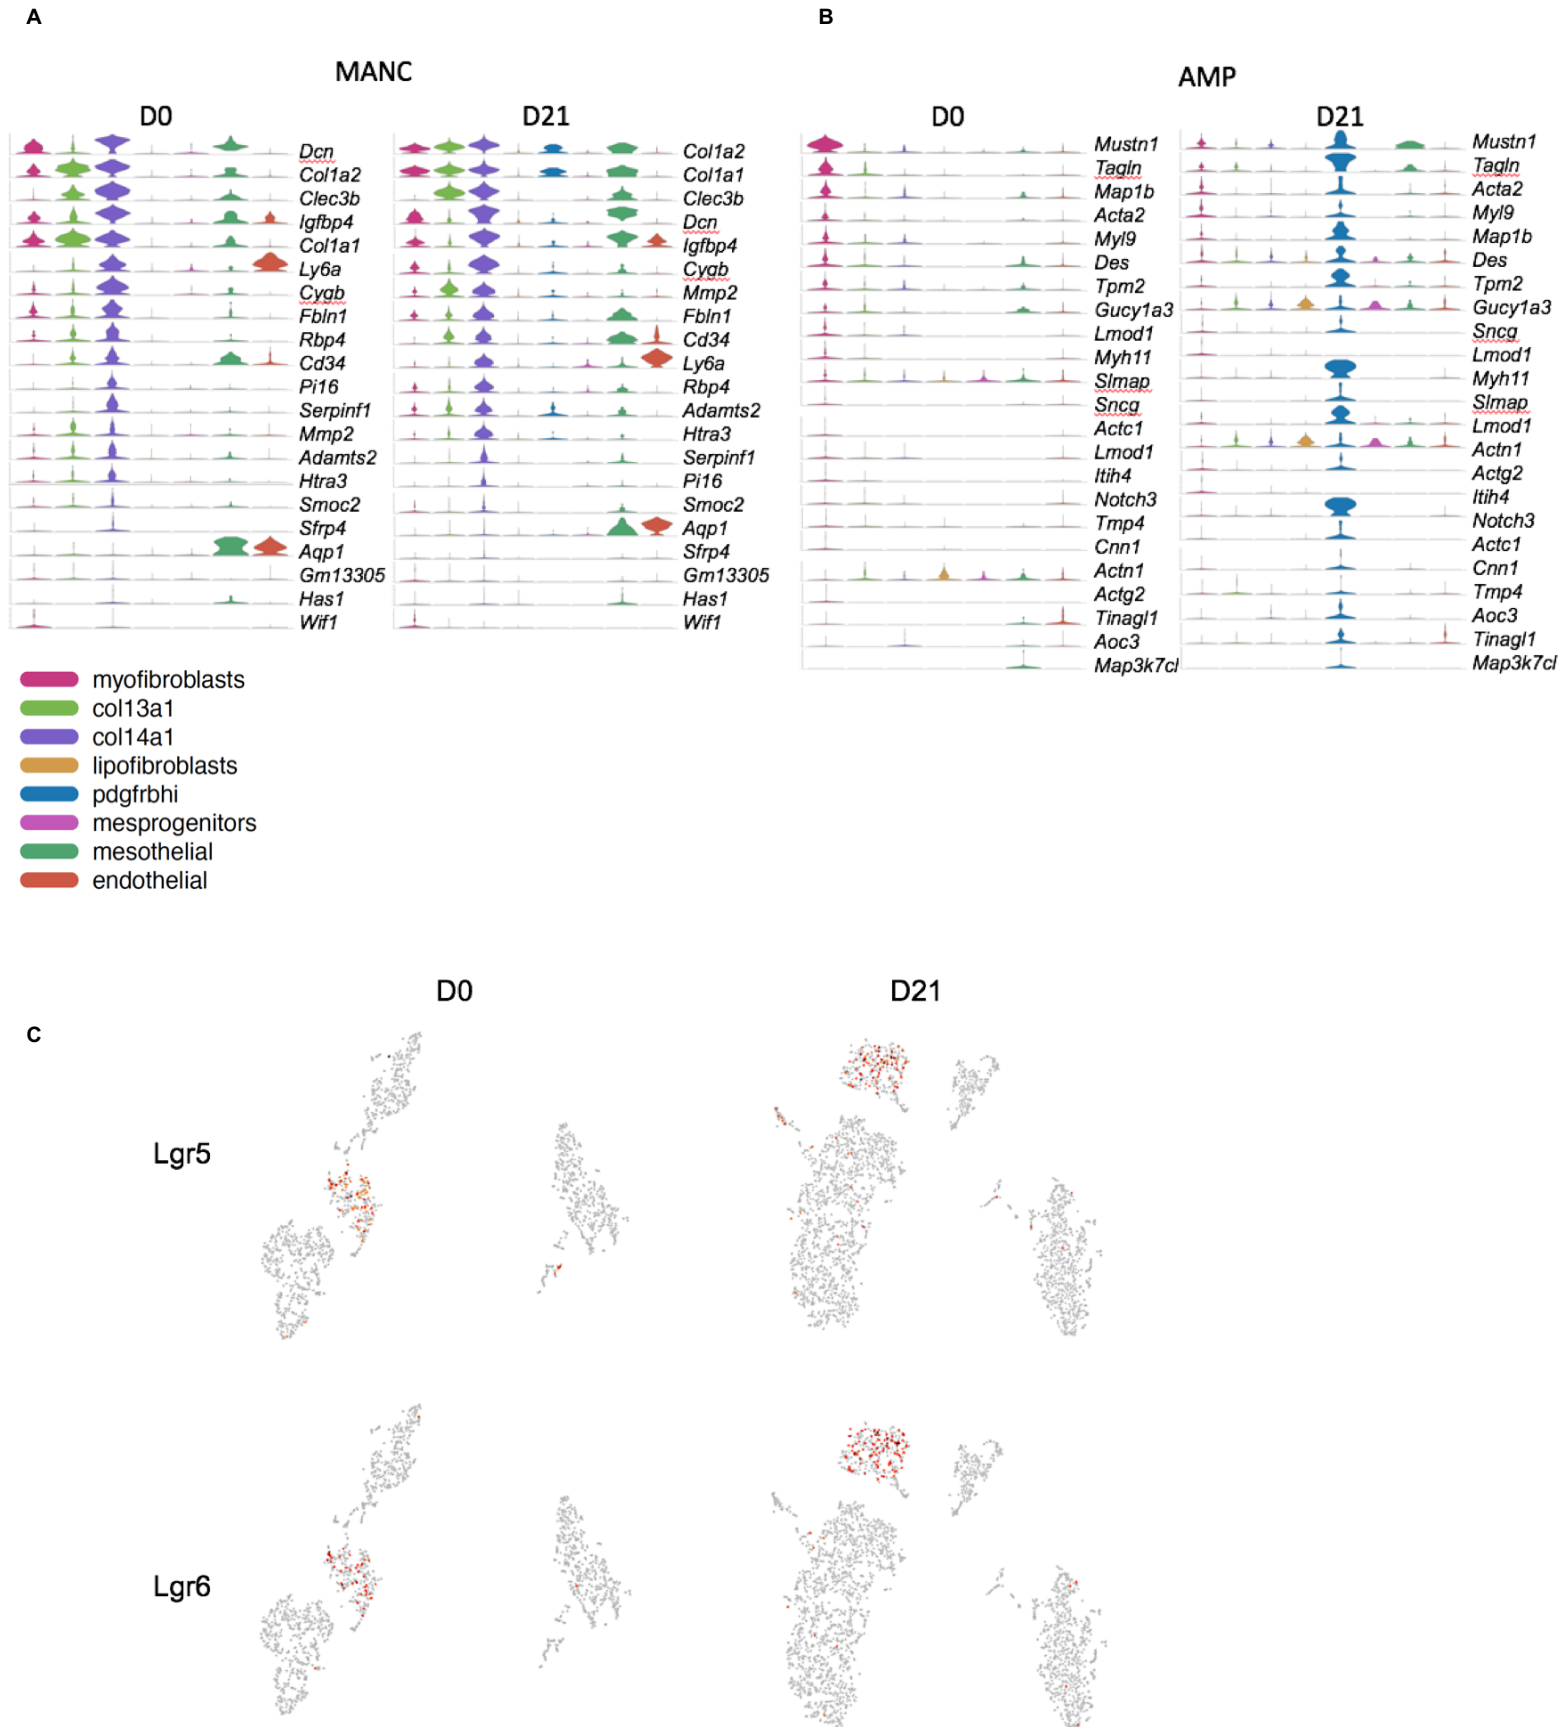 A
B
MANC
AMP
D0
D21
D0
D21
Dcn
Col1a2
Clec3b
Igfbp4
Col1a1
Ly6a
Cygb
Fbln1
Rbp4
Cd34
Pi16
Serpinf1
Mmp2
Adamts2
Htra3
Smoc2
Sfrp4
Aqp1
Gm13305
Has1
Wif1
Col1a2
Col1a1
Clec3b
Dcn
Igfbp4
Cygb
Mmp2
Fbln1
Cd34
Ly6a
Rbp4
Adamts2
Htra3
Serpinf1
Pi16
Smoc2
Aqp1
Sfrp4
Gm13305
Has1
Wif1
Mustn1
Tagln
Map1b
Acta2
Myl9
Des
Tpm2
Gucy1a3
Lmod1
Myh11
Slmap
Sncg
Actc1
Lmod1
Itih4
Notch3
Tmp4
Cnn1
Actn1
Actg2
Tinagl1
Aoc3
Map3k7cl
Mustn1
Tagln
Acta2
Myl9
Map1b
Des
Tpm2
Gucy1a3
Sncg
Lmod1
Myh11
Slmap
Lmod1
Actn1
Actg2
Itih4
Notch3
Actc1
Cnn1
Tmp4
Aoc3
Tinagl1
Map3k7cl
myofibroblasts
col13a1
col14a1
lipofibroblasts
pdgfrbhi
mesprogenitors
mesothelial
endothelial
D0
D21
C
Lgr5
Lgr6